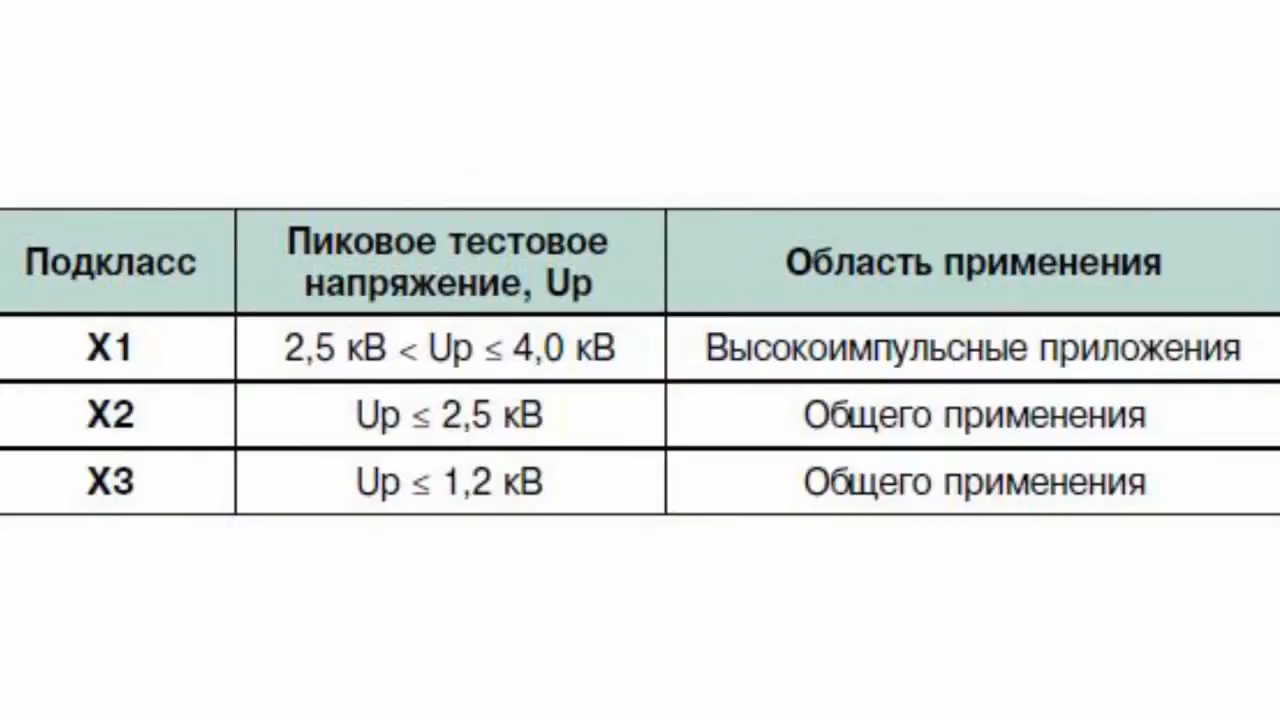 Подкласс
Пиковое тестовое
напряжение, Up
Область применения
X1
2,5 кВ < Up ≤ 4,0 кВ
Высокоимпульсные приложения
X2
Up ≤ 2,5 кВ
Общего применения
X3
Up ≤ 1,2 кВ
Общего применения